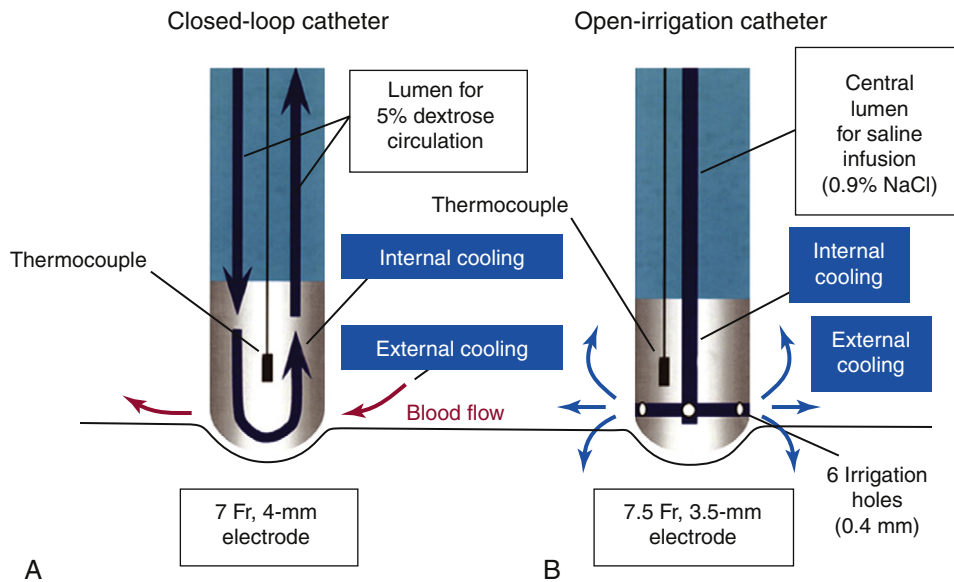 Closed-loop catheter
Lumen for
5% dextrose
circulation
Thermocouple
Internal cooling
External cooling
Blood flow
7 Fr, 4-mm
electrode
A
Open-irrigation catheter
Central
lumen
for saline
infusion
(0.9% NaCl)
Thermocouple
Internal
cooling
External
cooling
6 Irrigation
holes
(0.4 mm)
7.5 Fr, 3.5-mm
electrode
B